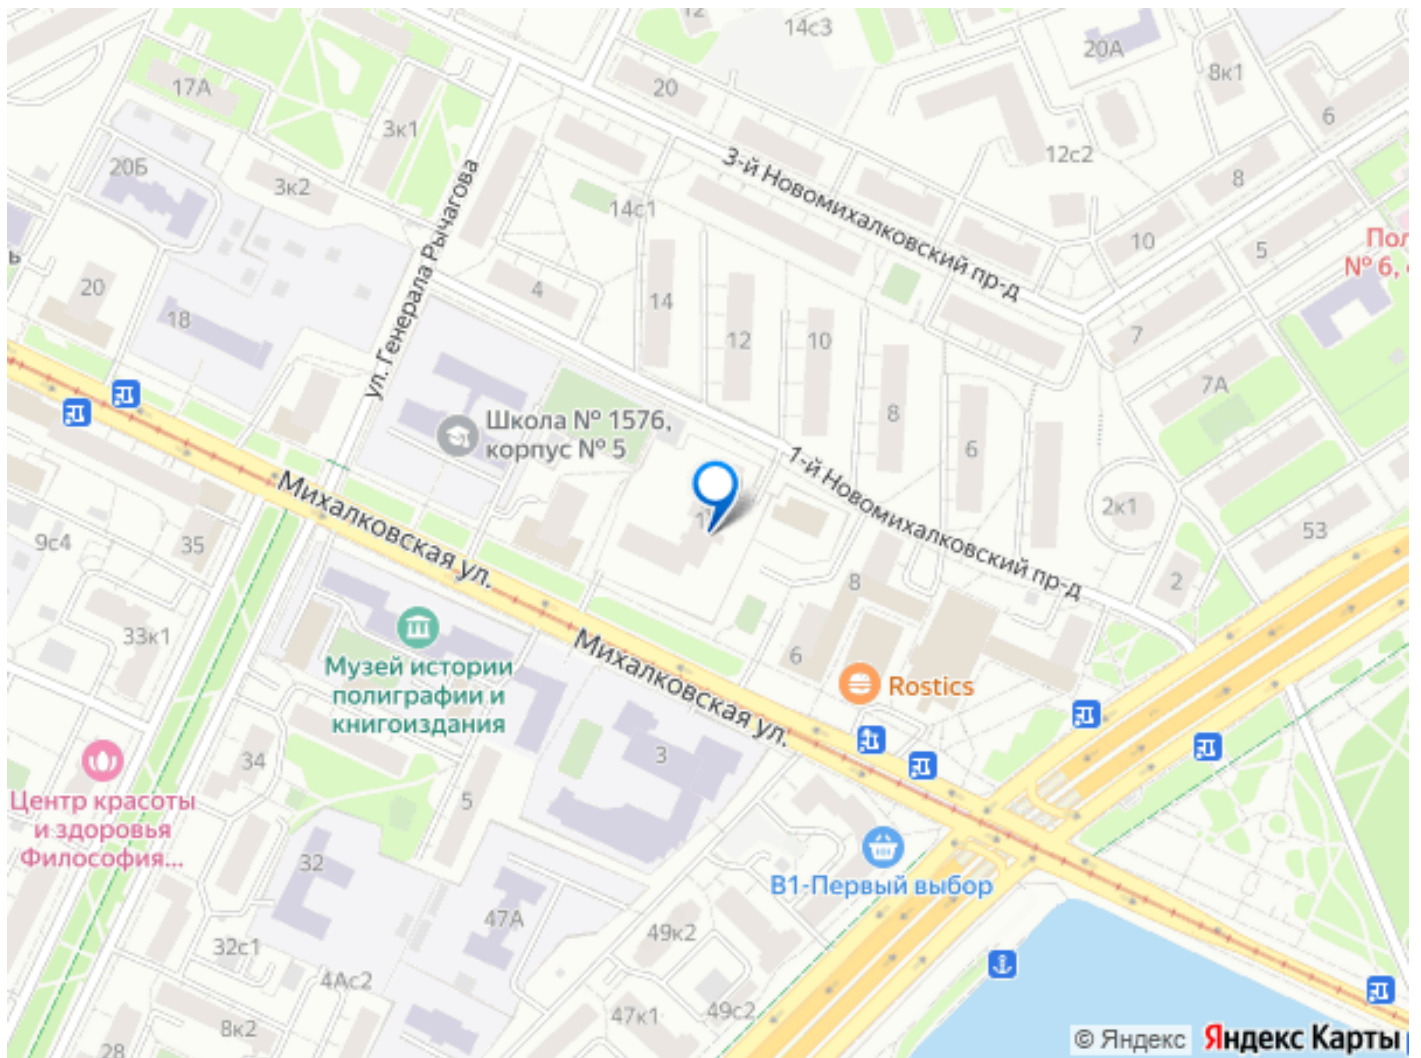 12
14с3
20А
8к1
6
17А
20
3к1
12с2
20Б
3к2
14с1
3-й Новомихалковский пр-д
8
10
5
Пол
№ 6,
ь
20
ул. Генерала Рычагова
4
14
12
10
7
18
7А
Школа № 1576,
корпус № 5
8
6
1-й Новомихалковский пр-д
2к1
53
Михалковская ул.
9с4
35
8
2
33к1
Михалковская ул.
6
Музей истории
полиграфии и
книгоиздания
Rostics
34
3
5
Центр красоты
и здоровья
Философия...
32
В1-Первый выбор
47А
49к2
32с1
4Ас2
49с2
47к1
8к2
28
© Яндекс
Яндекс Карты